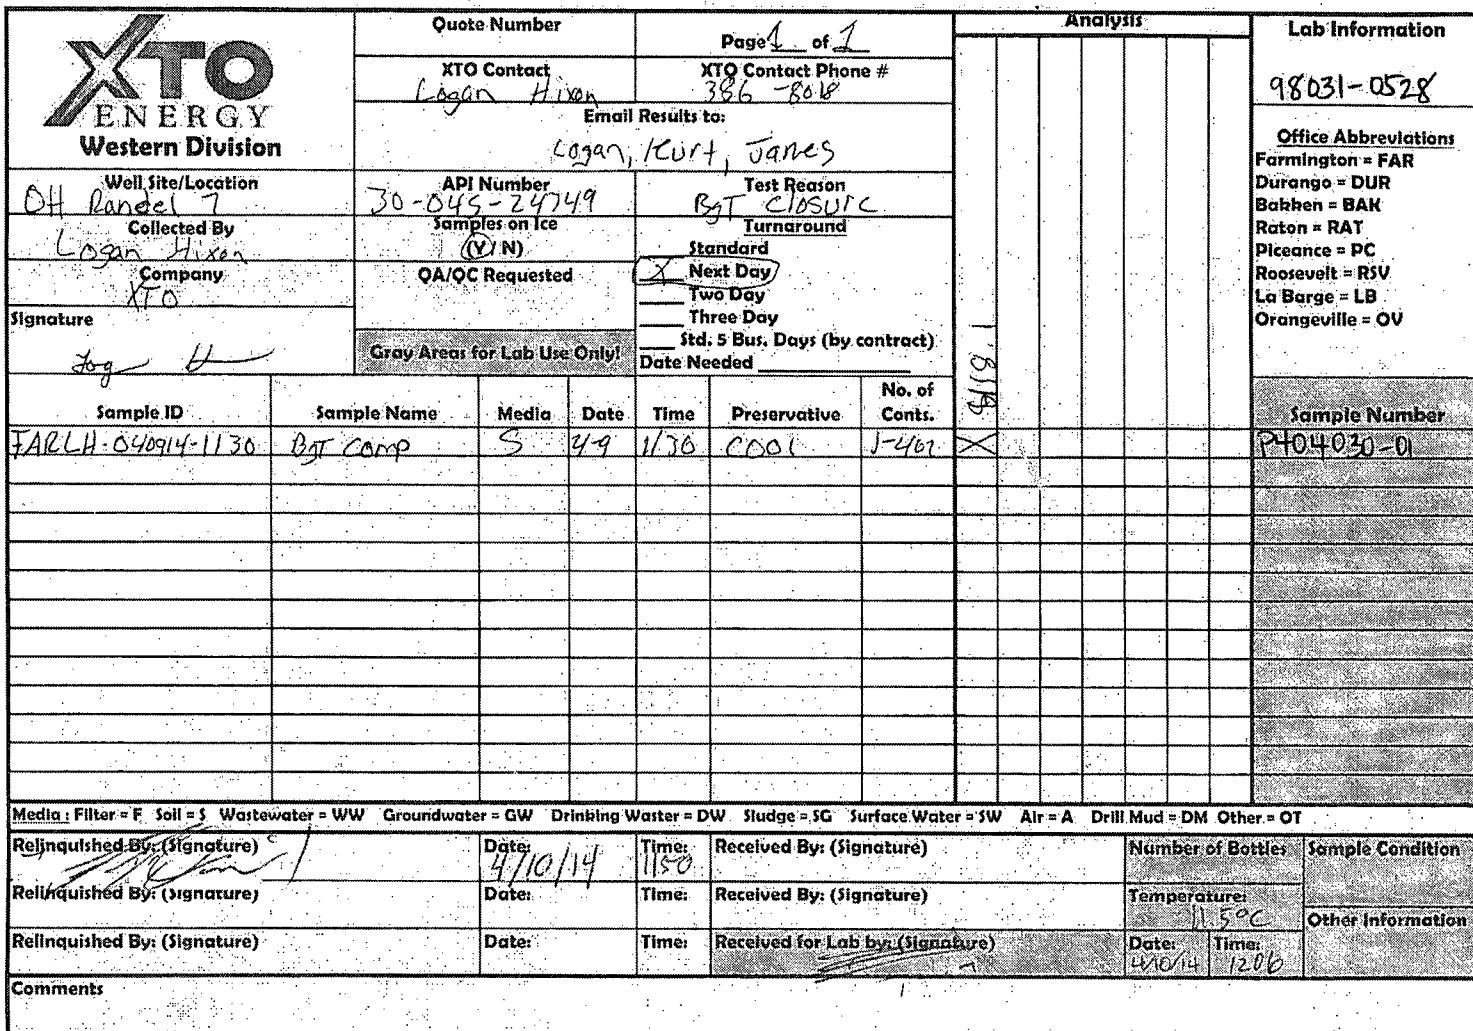 XTO
ENERGY
Western Division
Quote Number
Page 1 of 1
XTO Contact
Logan Hixon
XTO Contact Phone #
386-8018
Email Results to:
Logan, Kurt, James
Well Site/Location
OH Randel 7
API Number
30-045-24749
Test Reason
BGT Closure
Collected By
Logan Hixon
Samples on Ice
(Y / N)
Turnaround
Standard
X Next Day
Two Day
Three Day
Std. 5 Bus. Days (by contract)
Date Needed
Company
XTO
QA/QC Requested
Signature
Gray Areas for Lab Use Only!
Analysis
418.1
Lab Information
98031-0528
Office Abbreviations
Farmington = FAR
Durango = DUR
Bakken = BAK
Raton = RAT
Piceance = PC
Roosevelt = RSV
La Barge = LB
Orangeville = OV
Sample ID Sample Name Media Date Time Preservative No. of Conts. Sample Number
FARLH-040914-1130 BGT Comp S 4-9 1130 Cool 1-4oz X P404030-01
Media : Filter = F Soil = S Wastewater = WW Groundwater = GW Drinking Waster = DW Sludge = SG Surface Water = SW Air = A Drill Mud = DM Other = OT
Relinquished By: (Signature) Date: 4/10/14 Time: 1150 Received By: (Signature) Number of Bottles Sample Condition
Relinquished By: (Signature) Date: Time: Received By: (Signature) Temperature: 11.5°C Other Information
Relinquished By: (Signature) Date: Time: Received for Lab by: (Signature) Date: 4/10/14 Time: 1206
Comments